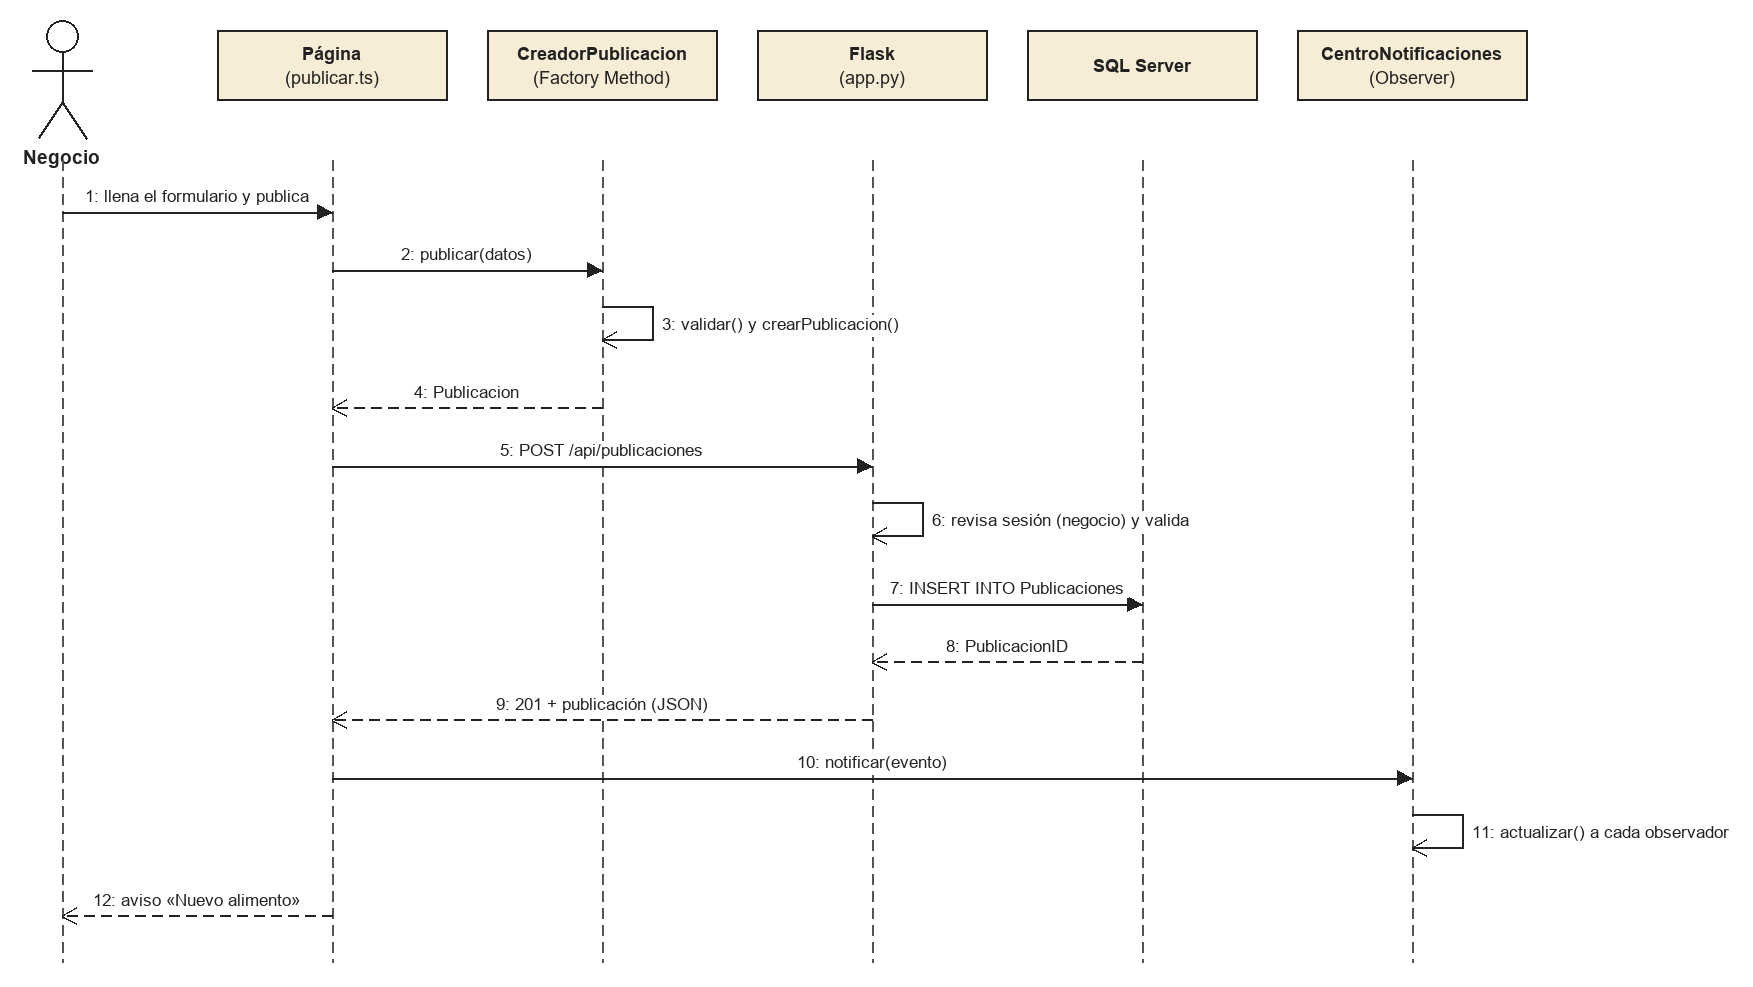 Página
(publicar.ts)
CreadorPublicacion
(Factory Method)
Flask
(app.py)
SQL Server
CentroNotificaciones
(Observer)
Negocio
1: llena el formulario y publica
2: publicar(datos)
3: validar() y crearPublicacion()
4: Publicacion
5: POST /api/publicaciones
6: revisa sesión (negocio) y valida
7: INSERT INTO Publicaciones
8: PublicacionID
9: 201 + publicación (JSON)
10: notificar(evento)
11: actualizar() a cada observador
12: aviso «Nuevo alimento»